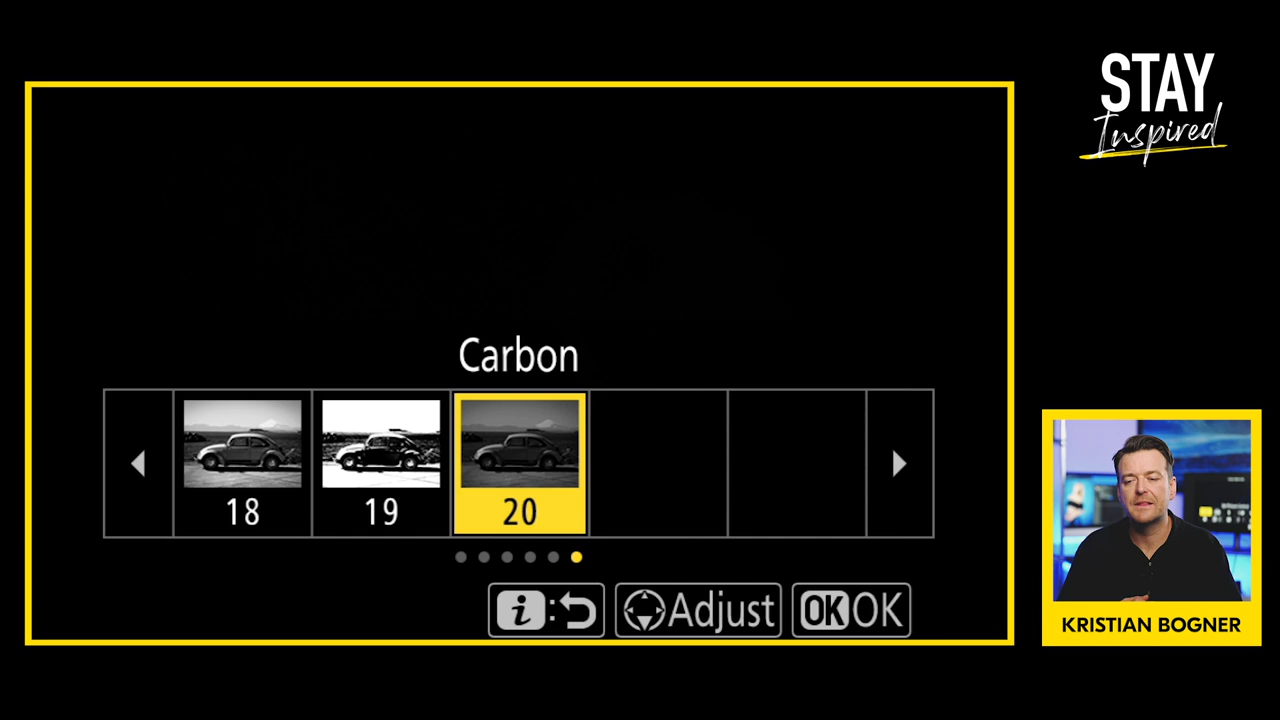 STAY
Inspired
Carbon
18 19 20
i : Adjust OK OK
KRISTIAN BOGNER